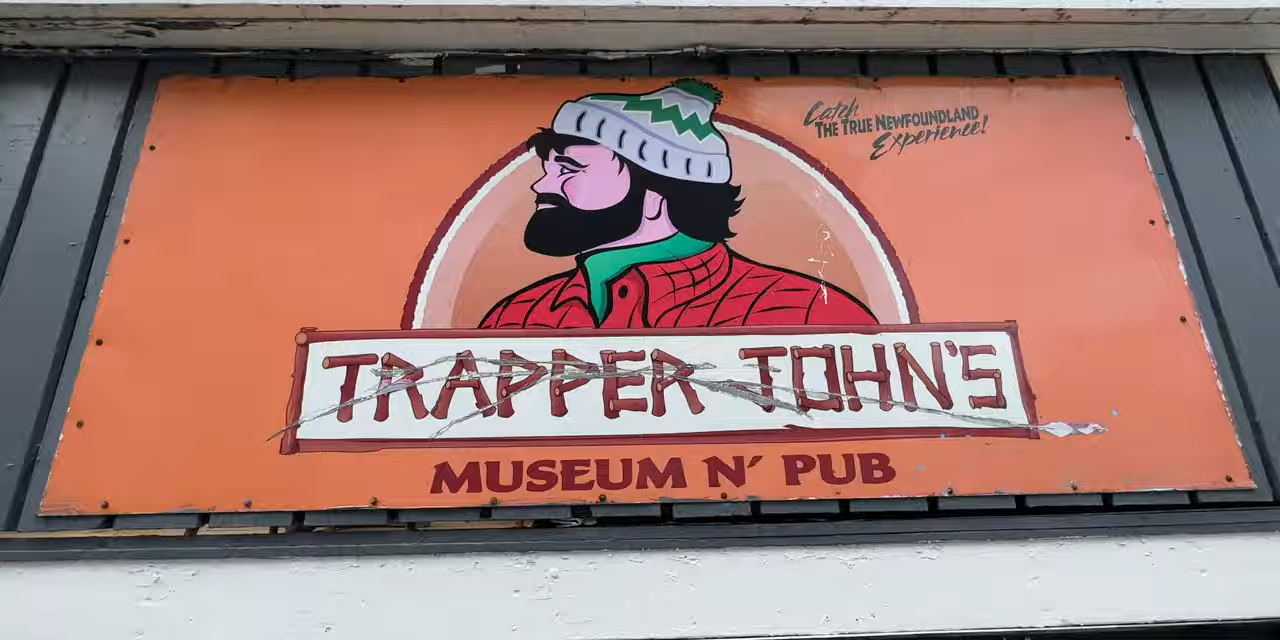 Catch
THE TRUE NEWFOUNDLAND
Experience!
TRAPPER JOHN'S
MUSEUM N' PUB